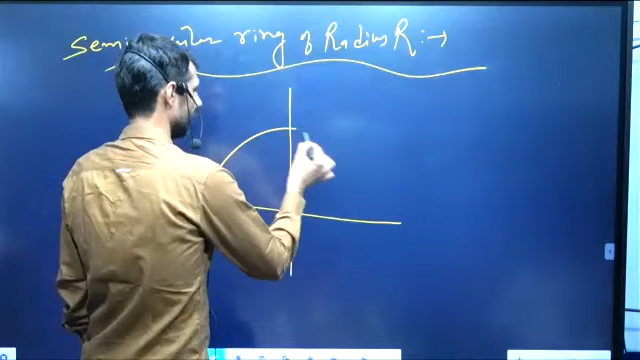 Semi ring of Radius R :→